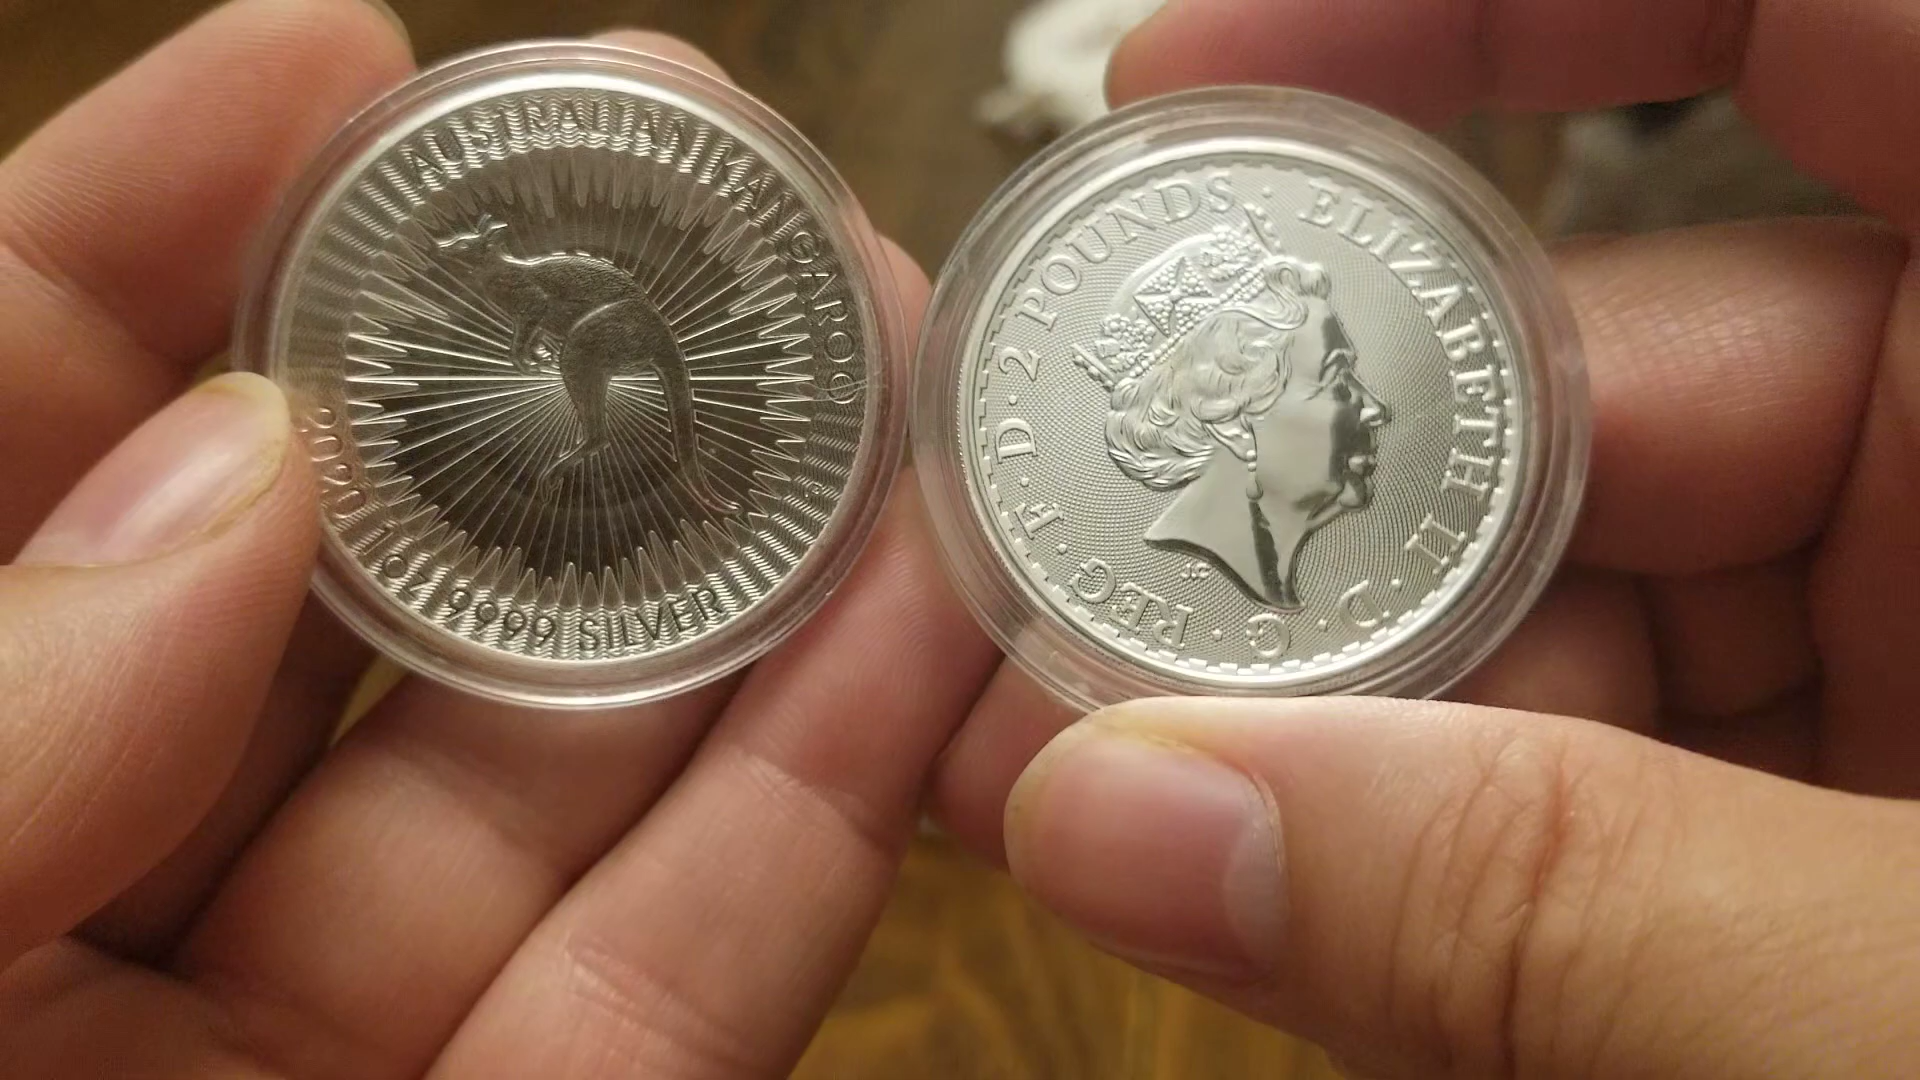 AUSTRALIAN KANGAROO
2020 1oz 9999 SILVER
ELIZABETH II · D · G · REG · F · D · 2 POUNDS ·
J.C